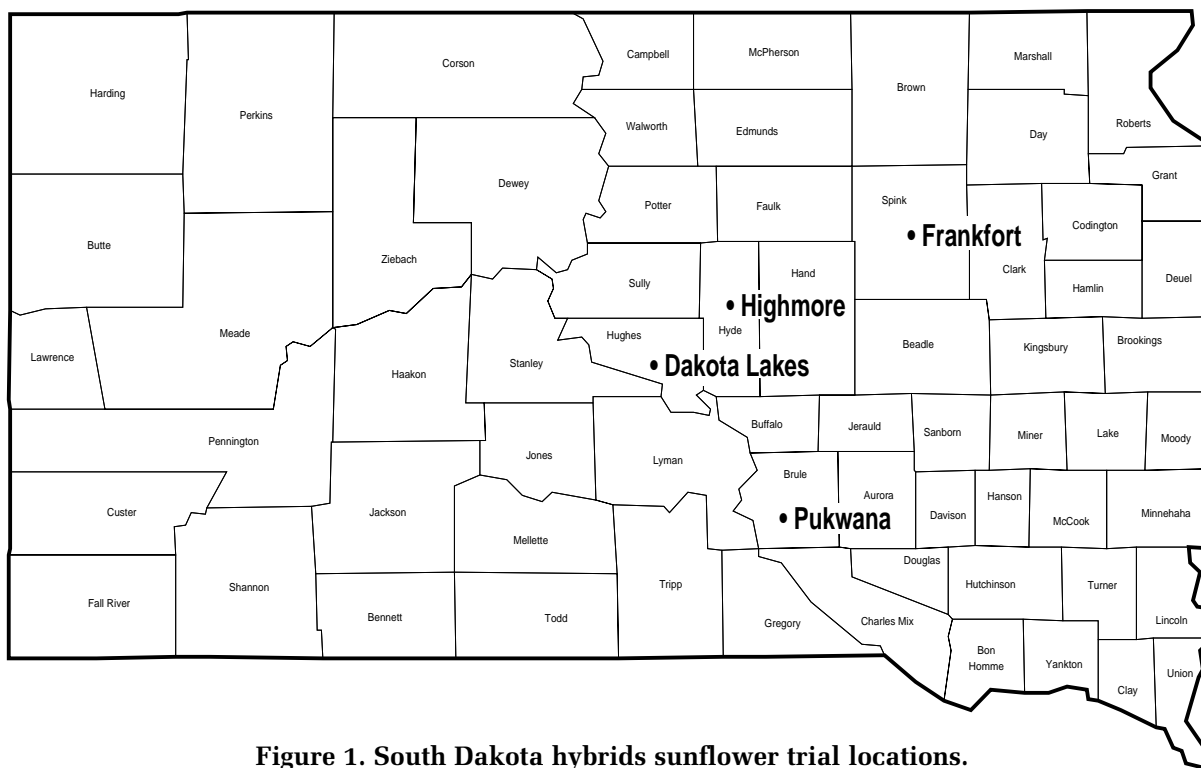 Harding
Perkins
Corson
Campbell
McPherson
Brown
Marshall
Roberts
Walworth
Edmunds
Day
Grant
Butte
Ziebach
Dewey
Potter
Faulk
Spink
Codington
Clark
Hamlin
Deuel
• Frankfort
Sully
Hand
• Highmore
Hyde
Hughes
• Dakota Lakes
Lawrence
Meade
Haakon
Stanley
Beadle
Kingsbury
Brookings
Pennington
Jones
Lyman
Buffalo
Jerauld
Sanborn
Miner
Lake
Moody
Custer
Jackson
Mellette
Brule
Aurora
• Pukwana
Davison
Hanson
McCook
Minnehaha
Fall River
Shannon
Bennett
Todd
Tripp
Gregory
Charles Mix
Douglas
Hutchinson
Turner
Lincoln
Bon
Homme
Yankton
Clay
Union
Figure 1. South Dakota hybrids sunflower trial locations.